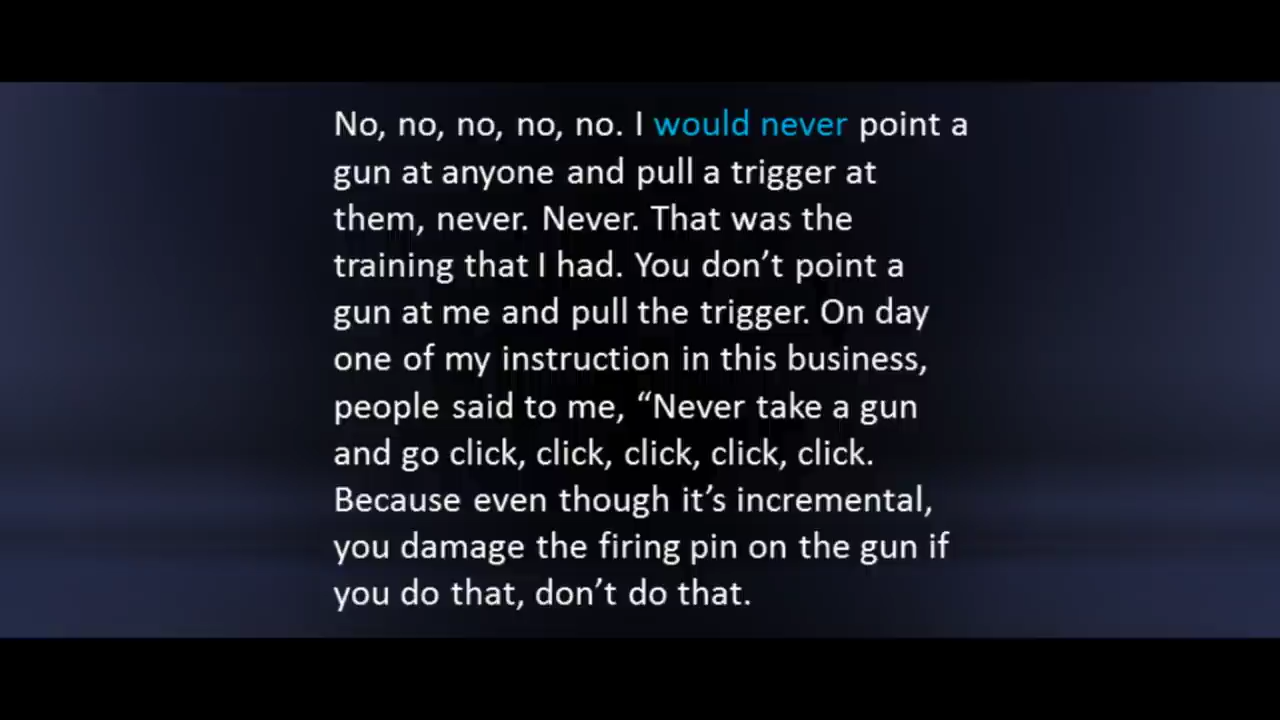 No, no, no, no, no. I would never point a
gun at anyone and pull a trigger at
them, never. Never. That was the
training that I had. You don’t point a
gun at me and pull the trigger. On day
one of my instruction in this business,
people said to me, “Never take a gun
and go click, click, click, click, click.
Because even though it’s incremental,
you damage the firing pin on the gun if
you do that, don’t do that.